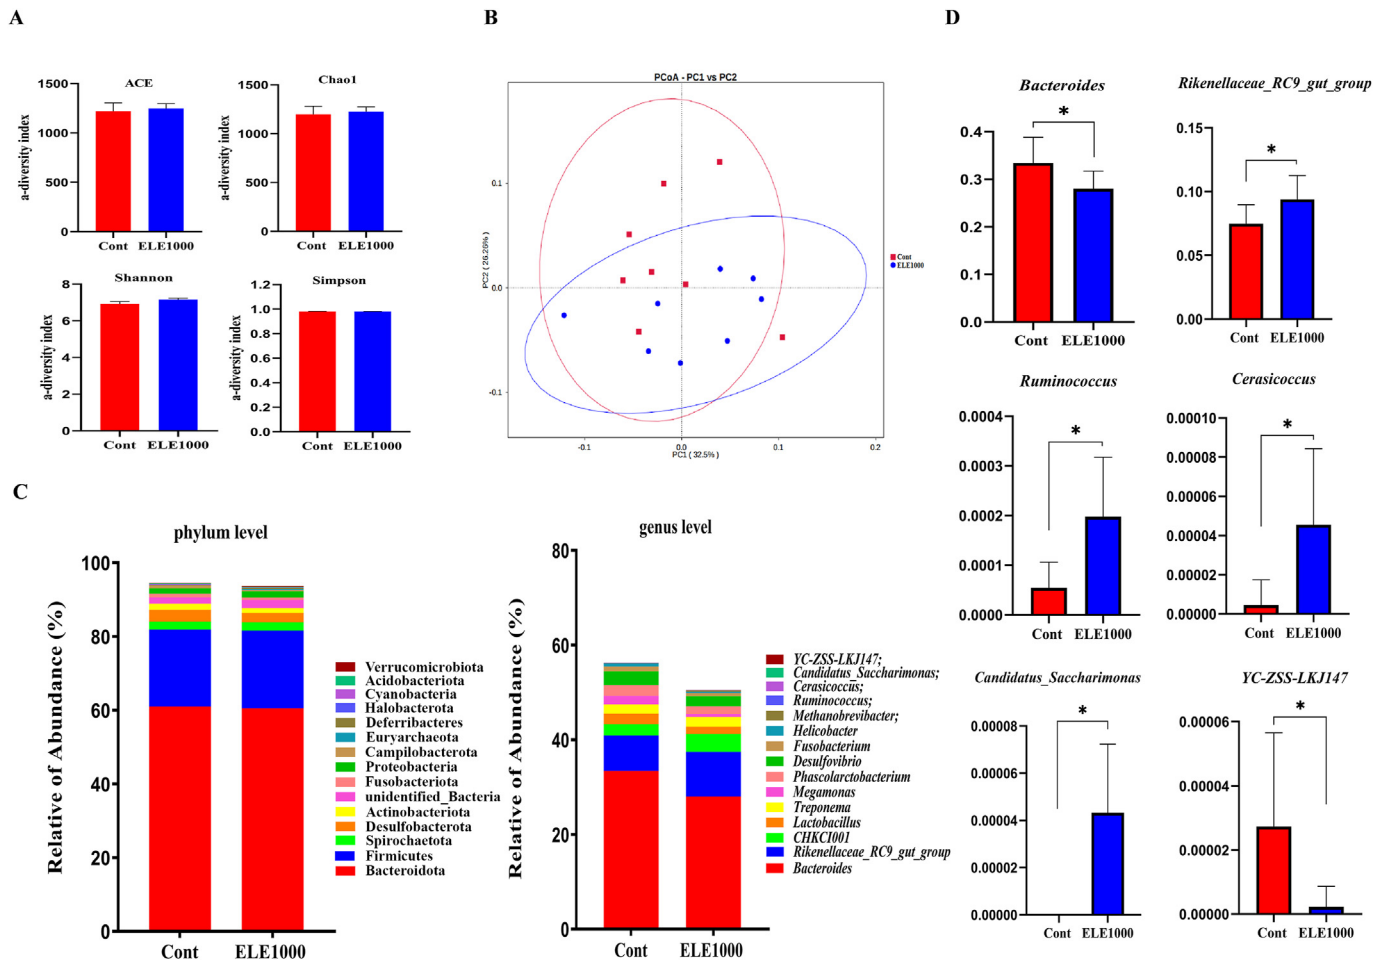 A
B
D
ACE
1500
1000
500
0
a-diversity index
Cont ELE1000
Chao1
1500
1000
500
0
a-diversity index
Cont ELE1000
Shannon
8
6
4
2
0
a-diversity index
Cont ELE1000
Simpson
1.2
1.0
0.8
0.6
0.4
0.2
0.0
a-diversity index
Cont ELE1000
PCoA - PC1 vs PC2
0.1
0.0
-0.1
PC2 ( 26.26%)
-0.1 0.0 0.1 0.2
PC1 ( 32.5%)
Cont
ELE1000
Bacteroides
*
0.4
0.3
0.2
0.1
0.0
Cont ELE1000
Rikenellaceae_RC9_gut_group
*
0.15
0.10
0.05
0.00
Cont ELE1000
Ruminococcus
*
0.0004
0.0003
0.0002
0.0001
0.0000
Cont ELE1000
Cerasicoccus
*
0.00010
0.00008
0.00006
0.00004
0.00002
0.00000
Cont ELE1000
Candidatus_Saccharimonas
*
0.00008
0.00006
0.00004
0.00002
0.00000
Cont ELE1000
YC-ZSS-LKJ147
*
0.00006
0.00004
0.00002
0.00000
Cont ELE1000
C
phylum level
100
80
60
40
20
0
Relative of Abundance (%)
Cont ELE1000
Verrucomicrobiota
Acidobacteriota
Cyanobacteria
Halobacterota
Deferribacteres
Euryarchaeota
Campilobacterota
Proteobacteria
Fusobacteriota
unidentified_Bacteria
Actinobacteriota
Desulfobacterota
Spirochaetota
Firmicutes
Bacteroidota
genus level
80
60
40
20
0
Relative of Abundance (%)
Cont ELE1000
YC-ZSS-LKJ147;
Candidatus_Saccharimonas;
Cerasicoccus;
Ruminococcus;
Methanobrevibacter;
Helicobacter
Fusobacterium
Desulfovibrio
Phascolarctobacterium
Megamonas
Treponema
Lactobacillus
CHKCI001
Rikenellaceae_RC9_gut_group
Bacteroides